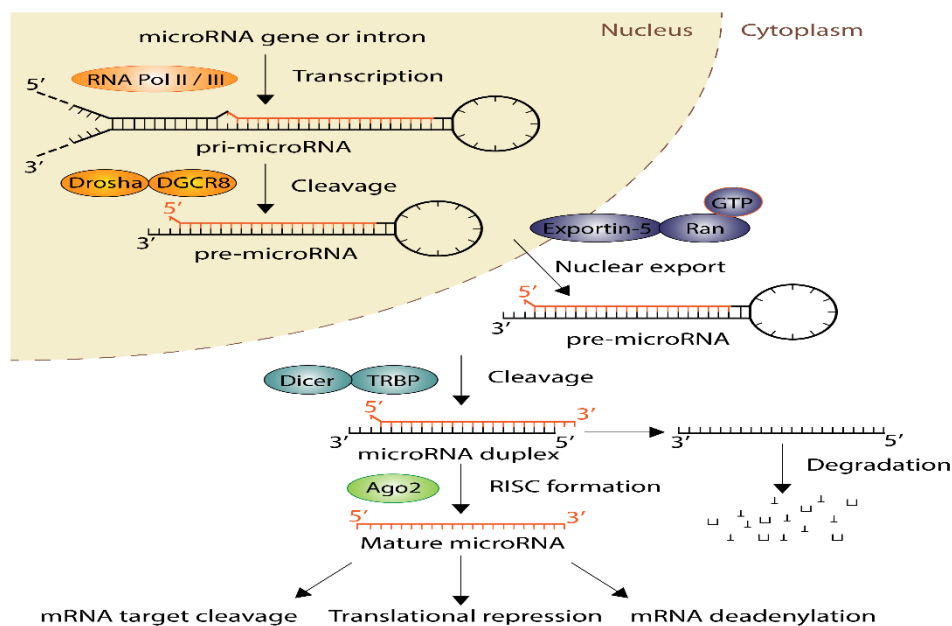 microRNA gene or intron
Nucleus
Cytoplasm
RNA Pol II / III
Transcription
5′
3′
pri-microRNA
Drosha
DGCR8
Cleavage
5′
3′
pre-microRNA
GTP
Exportin-5
Ran
Nuclear export
5′
3′
pre-microRNA
Dicer
TRBP
Cleavage
5′
3′
3′
5′
microRNA duplex
3′
5′
Degradation
Ago2
RISC formation
5′
3′
Mature microRNA
mRNA target cleavage
Translational repression
mRNA deadenylation